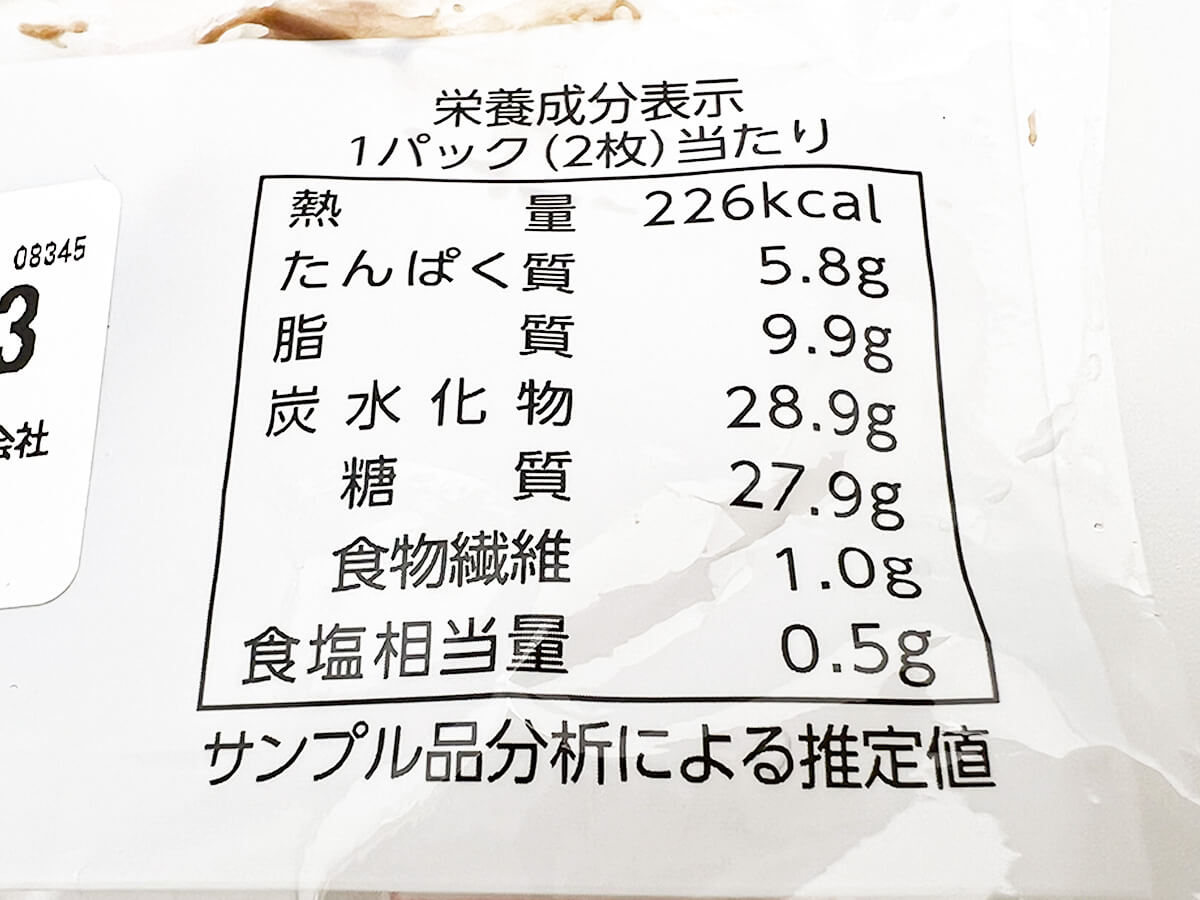 栄養成分表示
1パック(2枚)当たり
熱量 226kcal
たんぱく質 5.8g
脂質 9.9g
炭水化物 28.9g
糖質 27.9g
食物繊維 1.0g
食塩相当量 0.5g
サンプル品分析による推定値
08345
3
会社